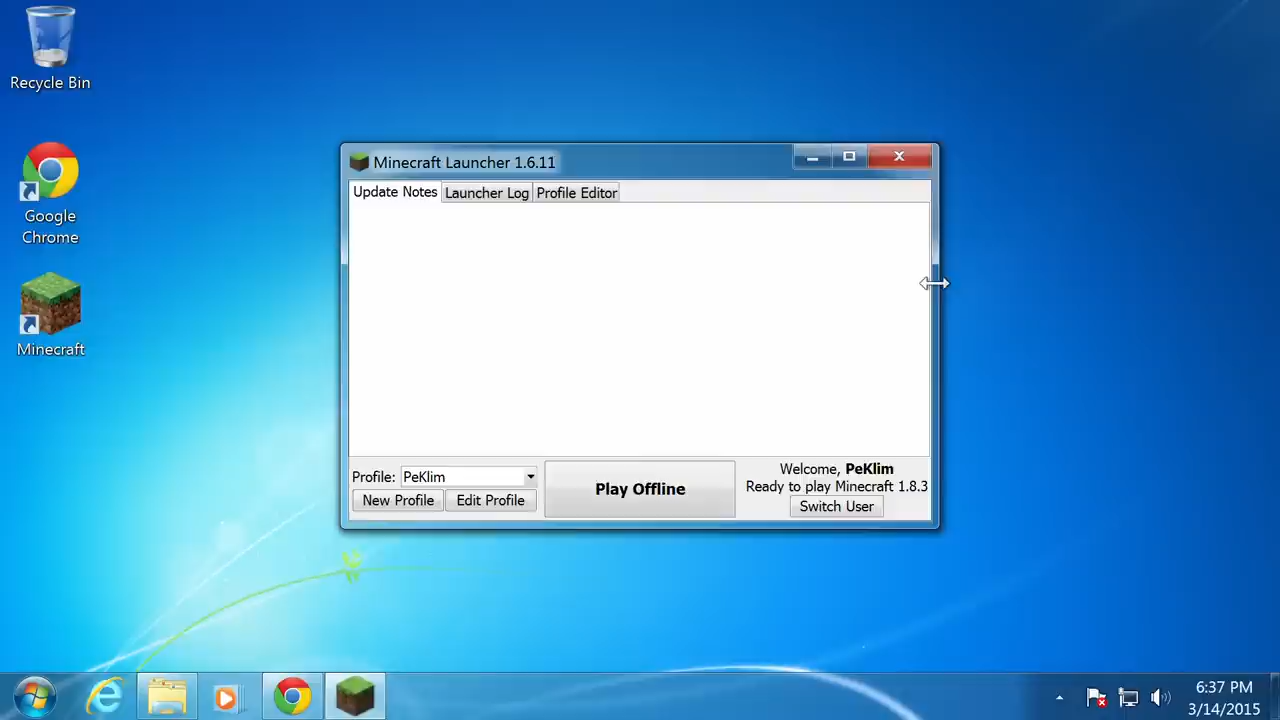 Recycle Bin
Google
Chrome
Minecraft
Minecraft Launcher 1.6.11
Update Notes Launcher Log Profile Editor
Profile: PeKlim
New Profile Edit Profile
Play Offline
Welcome, PeKlim
Ready to play Minecraft 1.8.3
Switch User
6:37 PM
3/14/2015